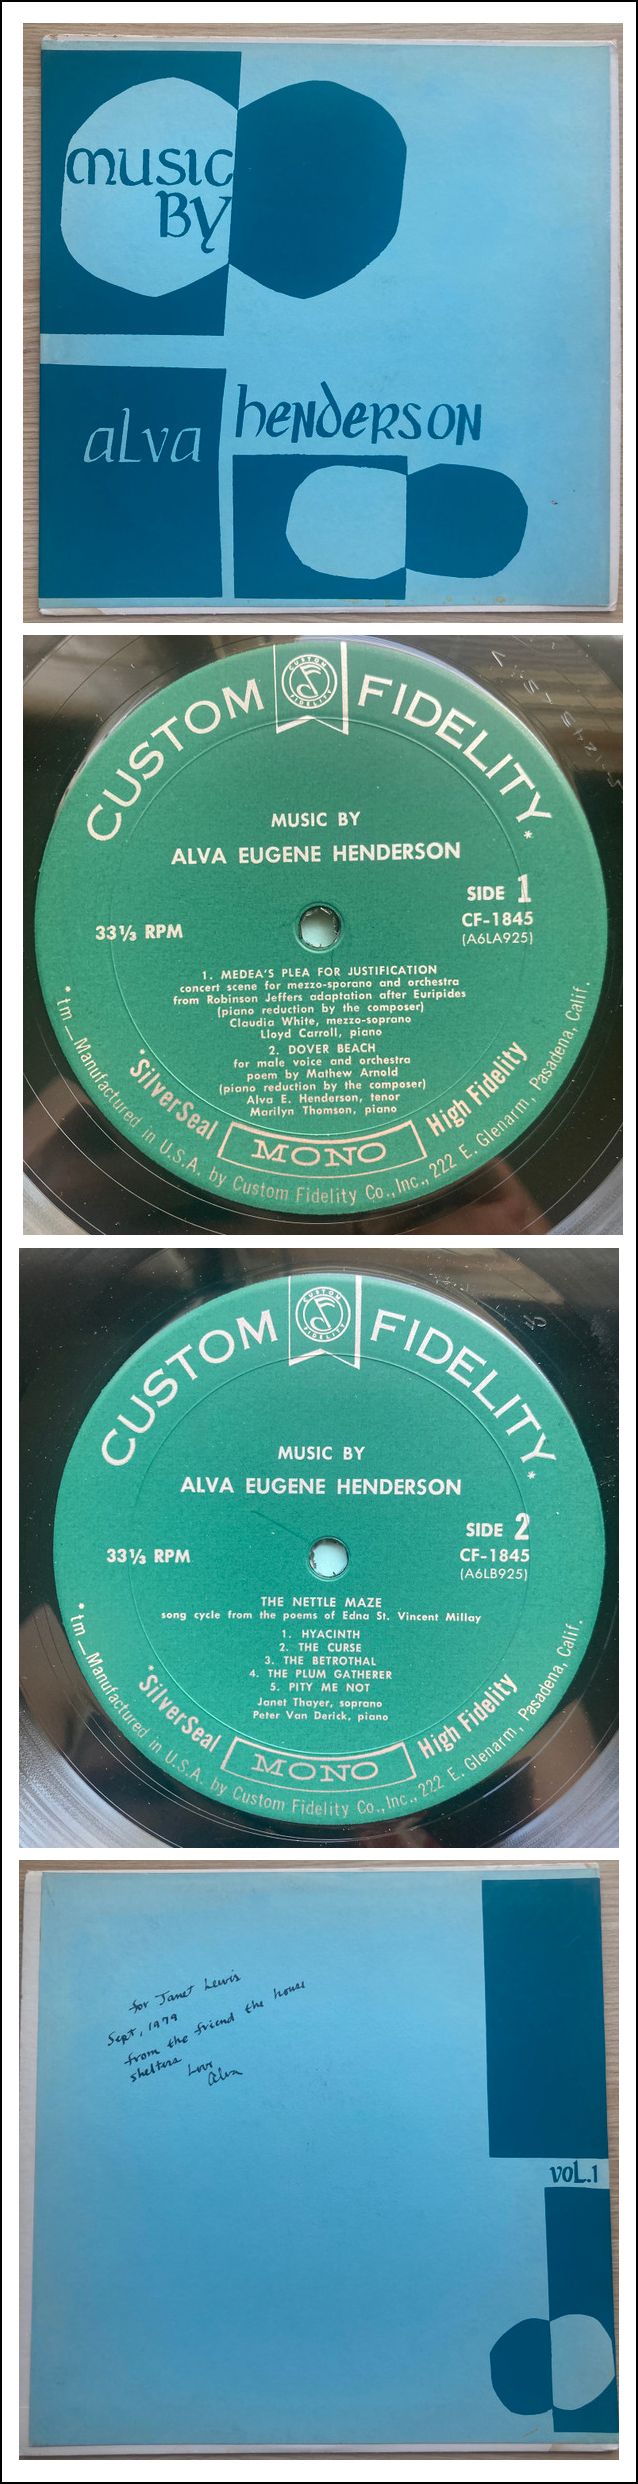 music
By
alva
henderson
CUSTOM FIDELITY*
CUSTOM FIDELITY
MUSIC BY
ALVA EUGENE HENDERSON
SIDE 1
33⅓ RPM
CF-1845
(A6LA925)
1. MEDEA'S PLEA FOR JUSTIFICATION
concert scene for mezzo-soprano and orchestra
from Robinson Jeffers adaptation after Euripides
(piano reduction by the composer)
Claudia White, mezzo-soprano
Lloyd Carroll, piano
2. DOVER BEACH
for male voice and orchestra
poem by Mathew Arnold
(piano reduction by the composer)
Alva E. Henderson, tenor
Marilyn Thomson, piano
*SilverSeal MONO High Fidelity
*tm—Manufactured in U.S.A. by Custom Fidelity Co., Inc., 222 E. Glenarm, Pasadena, Calif.
CUSTOM FIDELITY*
CUSTOM FIDELITY
MUSIC BY
ALVA EUGENE HENDERSON
SIDE 2
33⅓ RPM
CF-1845
(A6LB925)
THE NETTLE MAZE
song cycle from the poems of Edna St. Vincent Millay
1. HYACINTH
2. THE CURSE
3. THE BETROTHAL
4. THE PLUM GATHERER
5. PITY ME NOT
Janet Thayer, soprano
Peter Van Derick, piano
*SilverSeal MONO High Fidelity
*tm—Manufactured in U.S.A. by Custom Fidelity Co., Inc., 222 E. Glenarm, Pasadena, Calif.
for Janet Lewis
Sept, 1979
from the friend the house
shelters
Love
Alva
vol.1